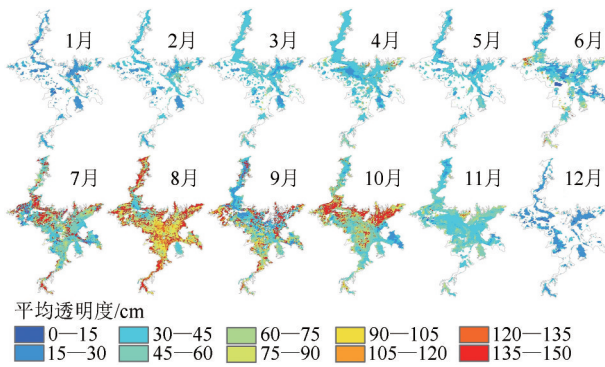 1月 2月 3月 4月 5月 6月
7月 8月 9月 10月 11月 12月
平均透明度/cm
0—15 30—45 60—75 90—105 120—135
15—30 45—60 75—90 105—120 135—150